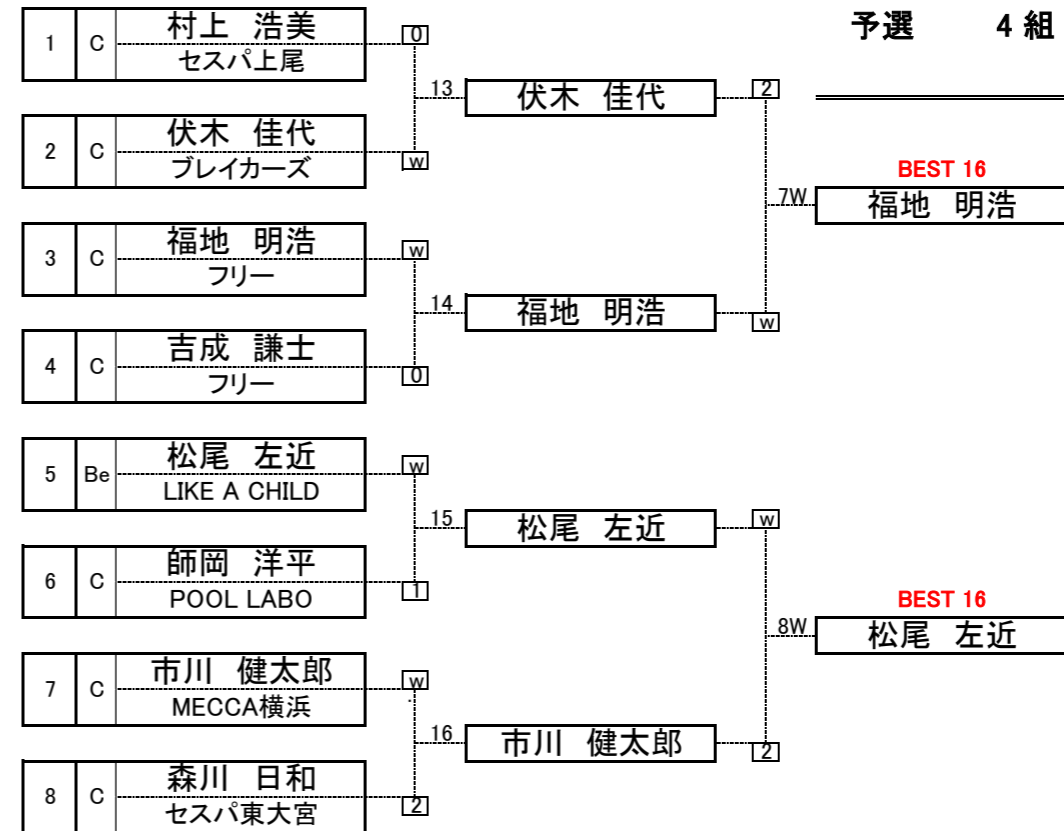 予選 4 組
1 C 村上 浩美 0
セスパ上尾
13 伏木 佳代 2
2 C 伏木 佳代 w
ブレイカーズ
BEST 16
7W 福地 明浩
3 C 福地 明浩 w
フリー
14 福地 明浩 w
4 C 吉成 謙士 0
フリー
5 Be 松尾 左近 w
LIKE A CHILD
15 松尾 左近 w
6 C 師岡 洋平 1
POOL LABO
BEST 16
8W 松尾 左近
7 C 市川 健太郎 w
MECCA横浜
16 市川 健太郎 2
8 C 森川 日和 2
セスパ東大宮